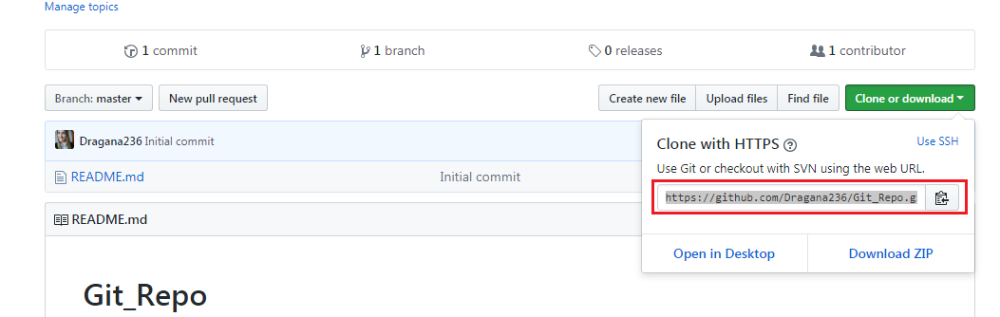 Manage topics
1 commit
1 branch
0 releases
1 contributor
Branch: master
New pull request
Create new file
Upload files
Find file
Clone or download
Dragana236 Initial commit
README.md
Initial commit
Clone with HTTPS
Use SSH
Use Git or checkout with SVN using the web URL.
https://github.com/Dragana236/Git_Repo.g
Open in Desktop
Download ZIP
README.md
Git_Repo